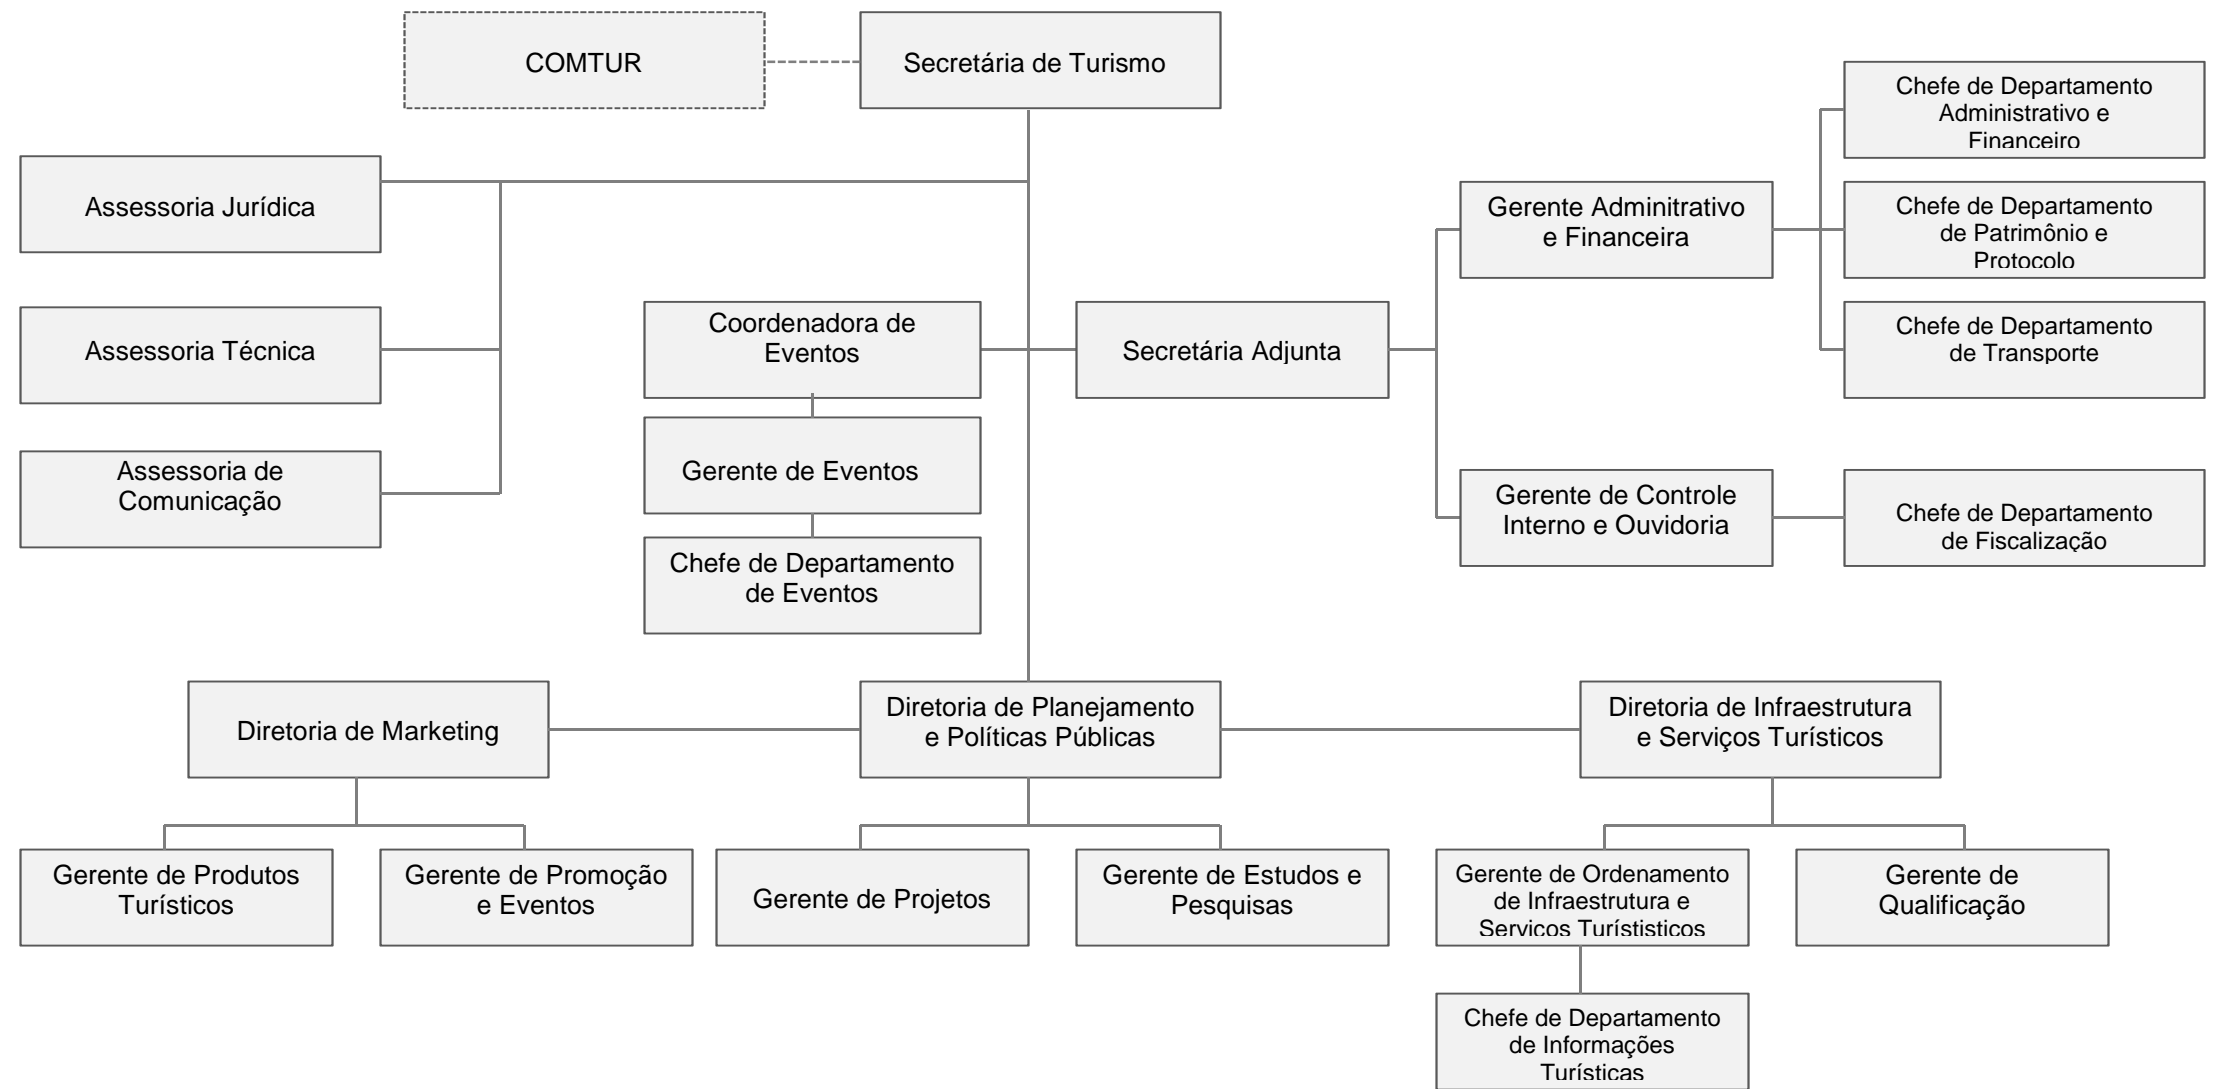 COMTUR
Secretária de Turismo
Chefe de Departamento
Administrativo e
Financeiro
Assessoria Jurídica
Gerente Adminitrativo
e Financeira
Chefe de Departamento
de Patrimônio e
Protocolo
Assessoria Técnica
Coordenadora de
Eventos
Secretária Adjunta
Chefe de Departamento
de Transporte
Assessoria de
Comunicação
Gerente de Eventos
Gerente de Controle
Interno e Ouvidoria
Chefe de Departamento
de Fiscalização
Chefe de Departamento
de Eventos
Diretoria de Marketing
Diretoria de Planejamento
e Políticas Públicas
Diretoria de Infraestrutura
e Serviços Turísticos
Gerente de Produtos
Turísticos
Gerente de Promoção
e Eventos
Gerente de Projetos
Gerente de Estudos e
Pesquisas
Gerente de Ordenamento
de Infraestrutura e
Serviços Turístisticos
Gerente de
Qualificação
Chefe de Departamento
de Informações
Turísticas